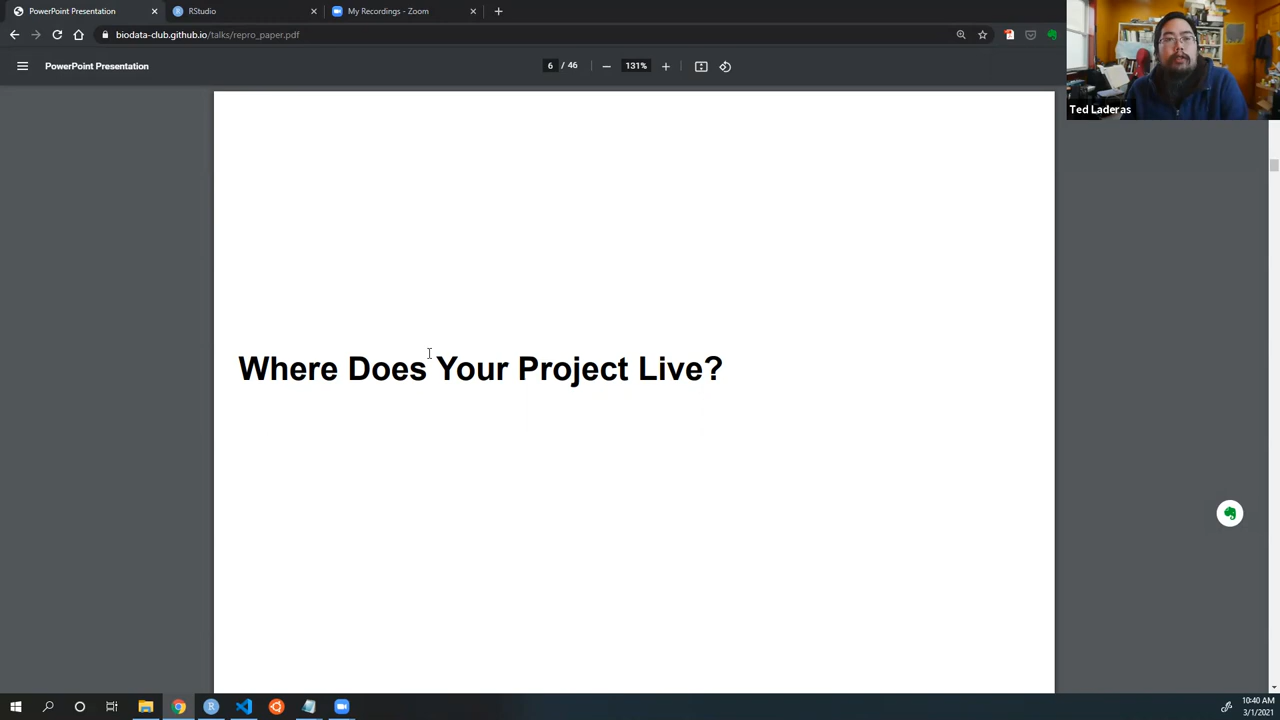 PowerPoint Presentation
RStudio
My Recordings - Zoom
biodata-club.github.io/talks/repro_paper.pdf
PowerPoint Presentation
6 / 46
131%
Ted Laderas
Where Does Your Project Live?
10:40 AM
3/1/2021